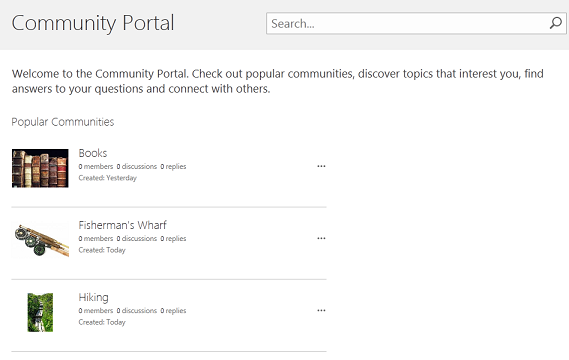 Community Portal
Search...
Welcome to the Community Portal. Check out popular communities, discover topics that interest you, find
answers to your questions and connect with others.
Popular Communities
Books
0 members 0 discussions 0 replies
Created: Yesterday
...
Fisherman's Wharf
0 members 0 discussions 0 replies
Created: Today
...
Hiking
0 members 0 discussions 0 replies
Created: Today
...